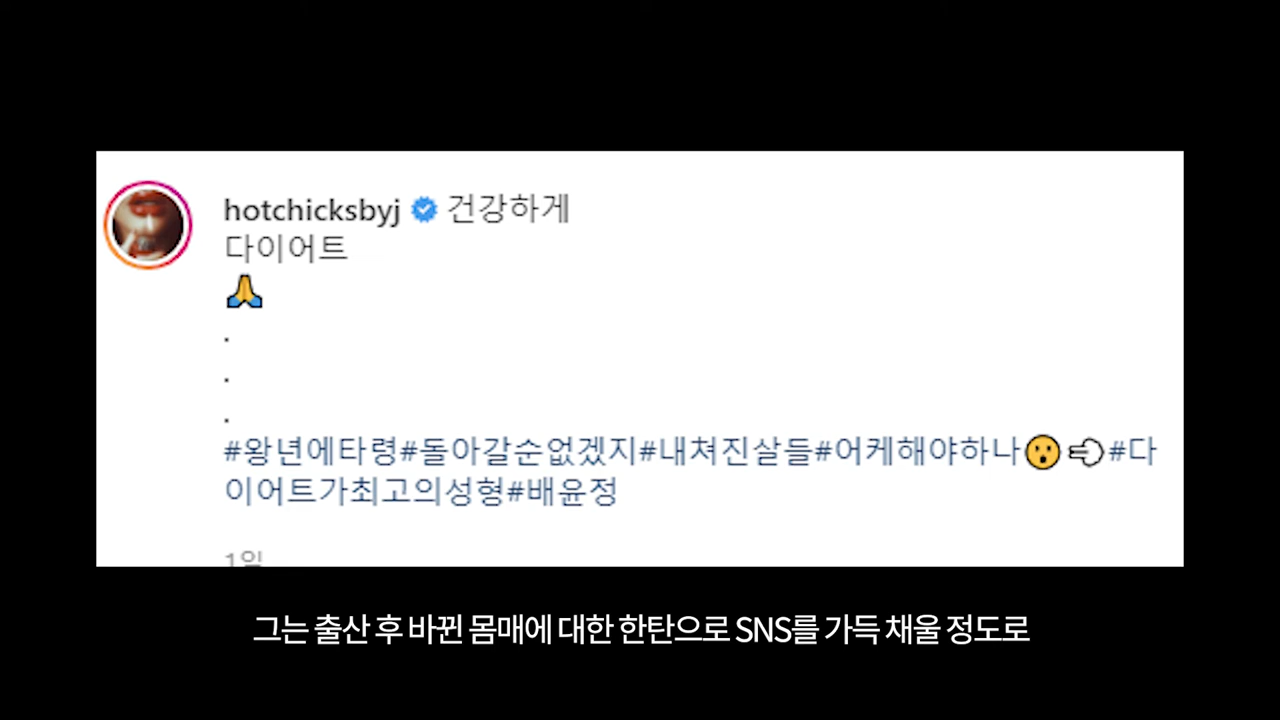 hotchicksbyj 건강하게
다이어트
🙏
.
.
.
#왕년에타령#돌아갈순없겠지#내쳐진살들#어케해야하나😮👈#다
이어트가최고의성형#배윤정
1일
그는 출산 후 바뀐 몸매에 대한 한탄으로 SNS를 가득 채울 정도로